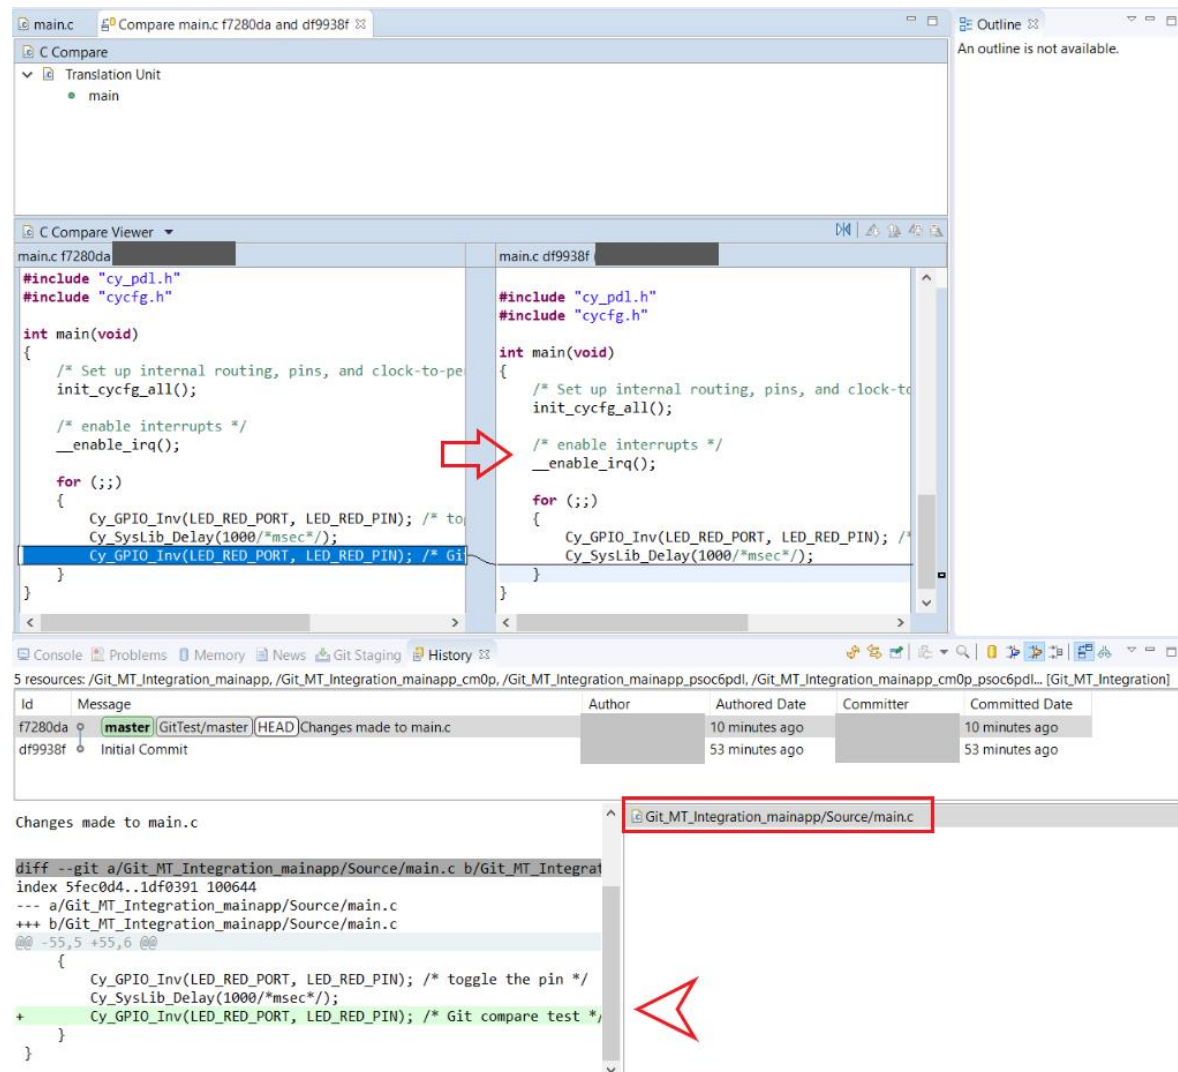 main.c Compare main.c f7280da and df9938f
Outline
C Compare
An outline is not available.
Translation Unit
main
C Compare Viewer
main.c f7280da
main.c df9938f
#include "cy_pdl.h"
#include "cycfg.h"
int main(void)
{
/* Set up internal routing, pins, and clock-to-pe
init_cycfg_all();
/* enable interrupts */
__enable_irq();
for (;;)
{
Cy_GPIO_Inv(LED_RED_PORT, LED_RED_PIN); /* to
Cy_SysLib_Delay(1000/*msec*/);
Cy_GPIO_Inv(LED_RED_PORT, LED_RED_PIN); /* Git
}
}
#include "cy_pdl.h"
#include "cycfg.h"
int main(void)
{
/* Set up internal routing, pins, and clock-to
init_cycfg_all();
/* enable interrupts */
__enable_irq();
for (;;)
{
Cy_GPIO_Inv(LED_RED_PORT, LED_RED_PIN); /*
Cy_SysLib_Delay(1000/*msec*/);
}
}
Console Problems Memory News Git Staging History
5 resources: /Git_MT_Integration_mainapp, /Git_MT_Integration_mainapp_cm0p, /Git_MT_Integration_mainapp_psoc6pdl, /Git_MT_Integration_mainapp_cm0p_psoc6pdl... [Git_MT_Integration]
Id Message Author Authored Date Committer Committed Date
f7280da master GitTest/master HEAD Changes made to main.c 10 minutes ago 10 minutes ago
df9938f Initial Commit 53 minutes ago 53 minutes ago
Changes made to main.c
diff --git a/Git_MT_Integration_mainapp/Source/main.c b/Git_MT_Integrat
index 5fec0d4..1df0391 100644
--- a/Git_MT_Integration_mainapp/Source/main.c
+++ b/Git_MT_Integration_mainapp/Source/main.c
@@ -55,5 +55,6 @@
{
Cy_GPIO_Inv(LED_RED_PORT, LED_RED_PIN); /* toggle the pin */
Cy_SysLib_Delay(1000/*msec*/);
+ Cy_GPIO_Inv(LED_RED_PORT, LED_RED_PIN); /* Git compare test */
}
}
Git_MT_Integration_mainapp/Source/main.c